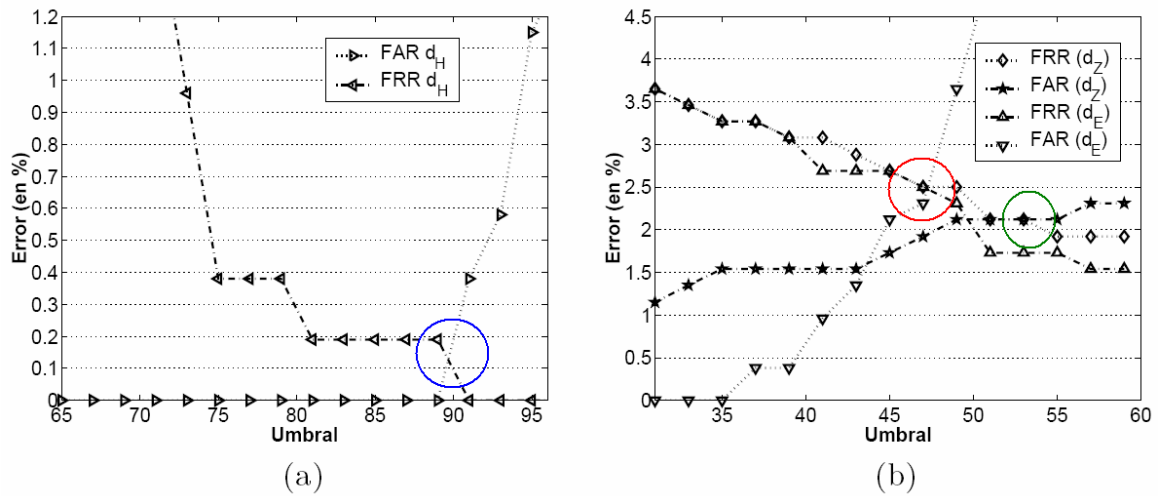 1.2
1.1
1
0.9
0.8
0.7
0.6
0.5
0.4
0.3
0.2
0.1
0
Error (en %)
65 70 75 80 85 90 95
Umbral
FAR d_H
FRR d_H
(a)
4.5
4
3.5
3
2.5
2
1.5
1
0.5
0
Error (en %)
35 40 45 50 55 60
Umbral
FRR (d_Z)
FAR (d_Z)
FRR (d_E)
FAR (d_E)
(b)